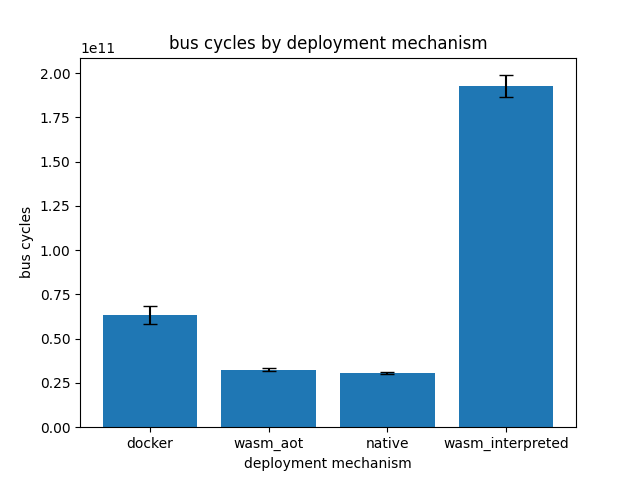 bus cycles by deployment mechanism
1e11
2.00
1.75
1.50
1.25
1.00
0.75
0.50
0.25
0.00
bus cycles
docker wasm_aot native wasm_interpreted
deployment mechanism